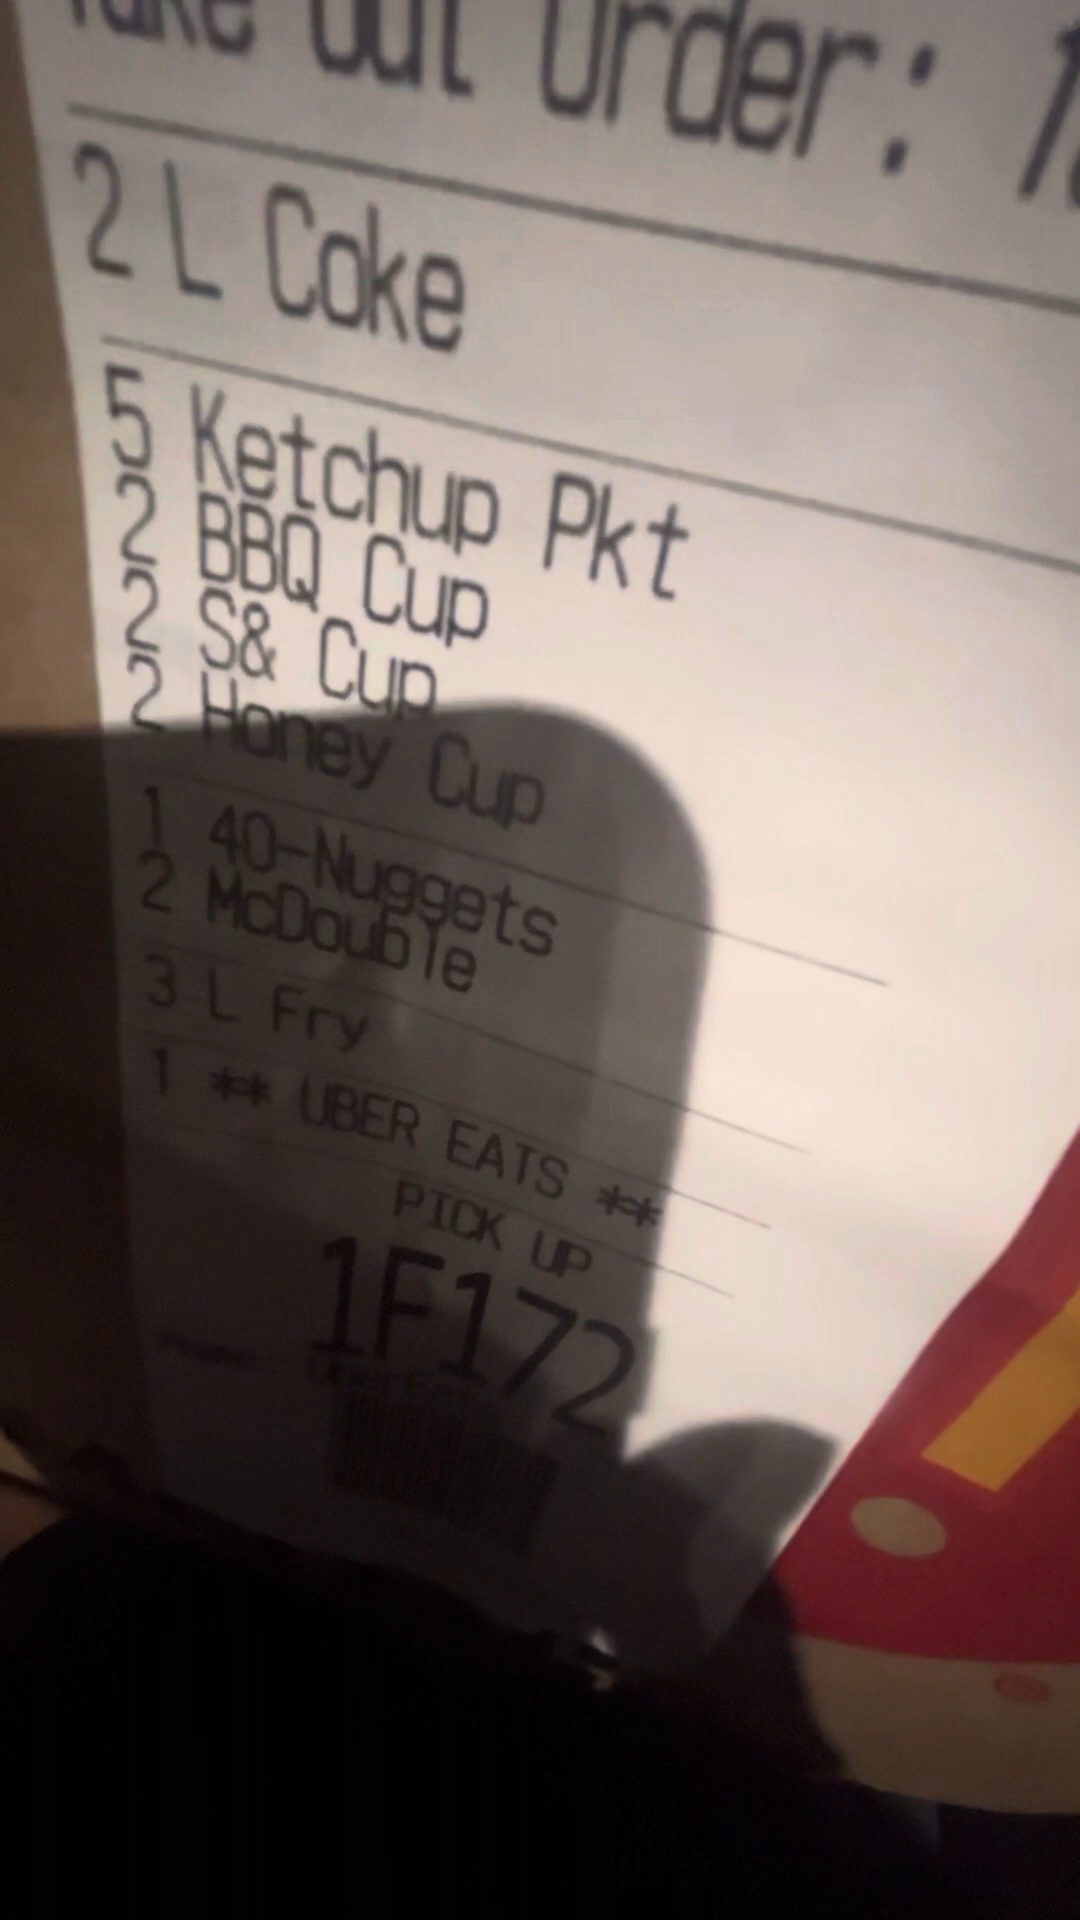 Take Out Order:
2 L Coke
5 Ketchup Pkt
2 BBQ Cup
2 S& Cup
2 Honey Cup
1 40-Nuggets
2 McDouble
3 L Fry
1 ** UBER EATS **
PICK UP
1F172